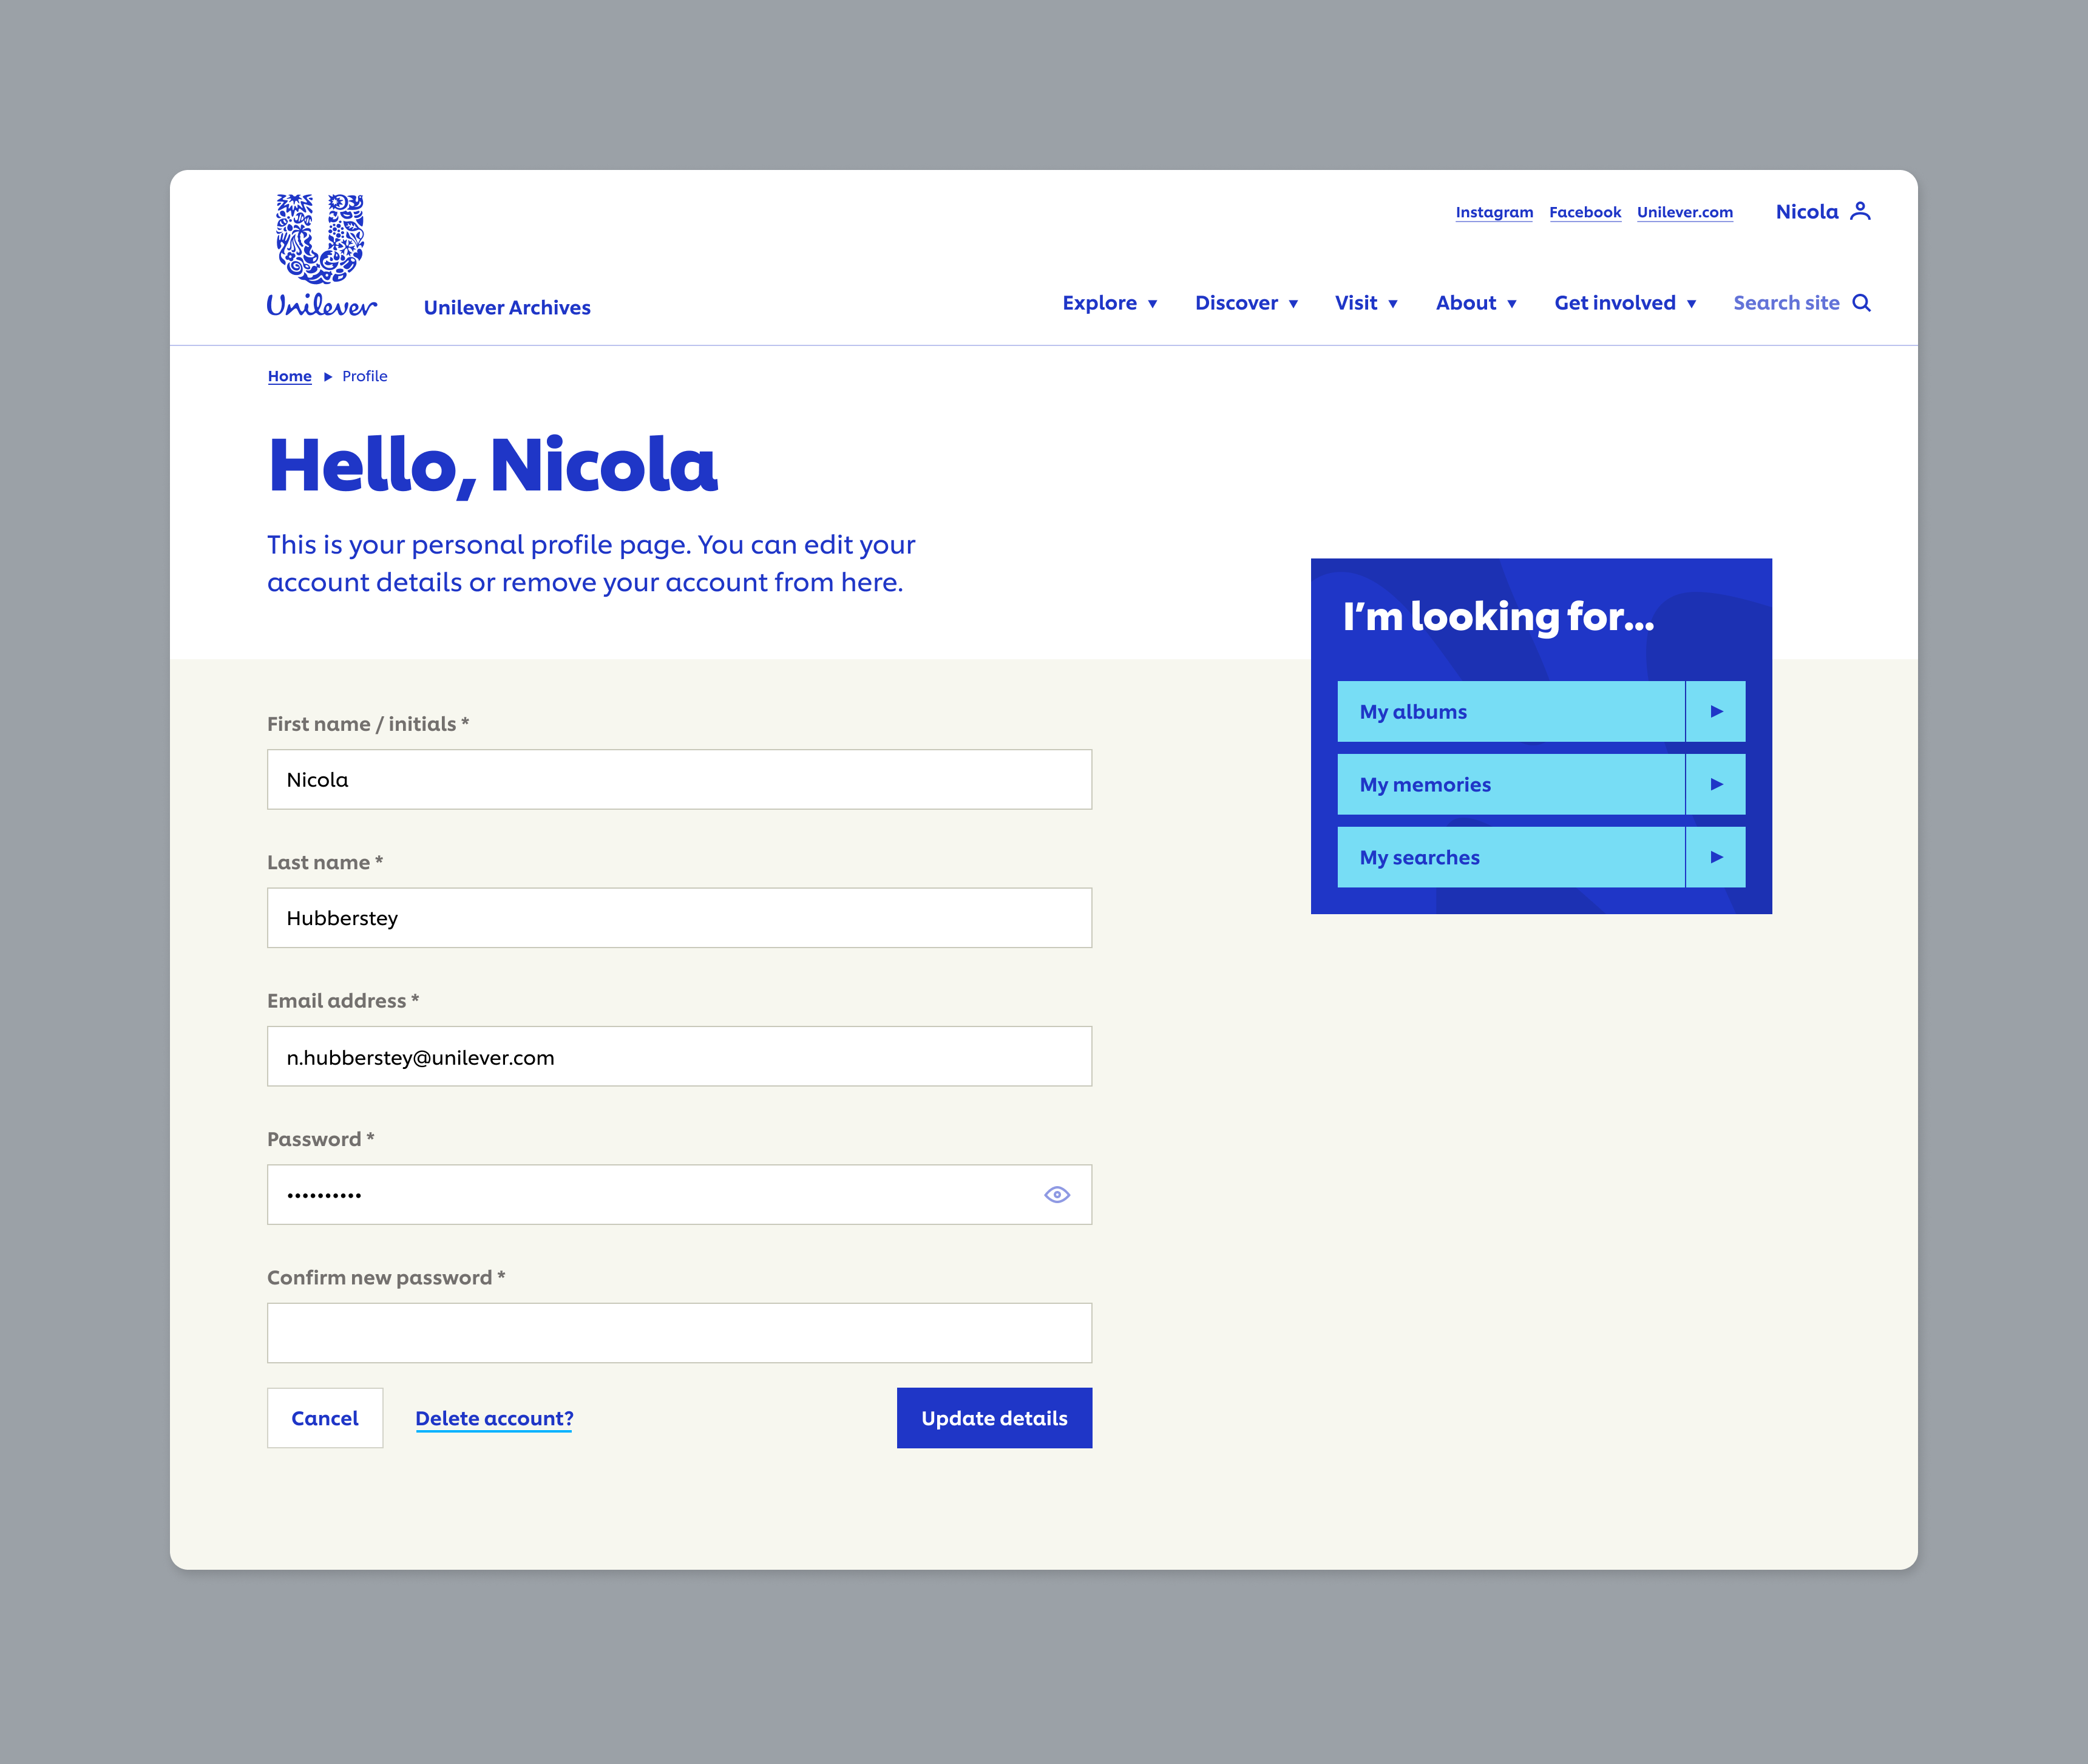 Instagram Facebook Unilever.com Nicola
Unilever
Unilever Archives
Explore Discover Visit About Get involved Search site
Home Profile
Hello, Nicola
This is your personal profile page. You can edit your
account details or remove your account from here.
I'm looking for...
My albums
My memories
My searches
First name / initials *
Nicola
Last name *
Hubberstey
Email address *
n.hubberstey@unilever.com
Password *
••••••••••
Confirm new password *
Cancel Delete account? Update details